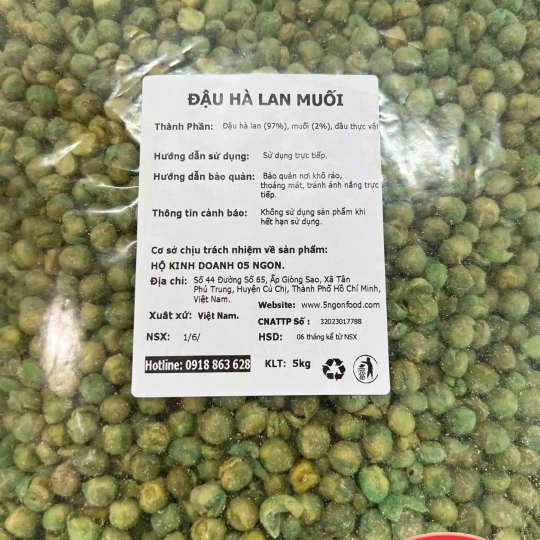 ĐẬU HÀ LAN MUỐI
Thành Phần: Đậu hà lan (97%), muối (2%), dầu thực vật
Hướng dẫn sử dụng: Sử dụng trực tiếp.
Hướng dẫn bảo quản: Bảo quản nơi khô ráo,
thoáng mát, tránh ánh nắng trực
Thông tin cảnh báo: Không sử dụng sản phẩm khi
hết hạn sử dụng.
Cơ sở chịu trách nhiệm về sản phẩm:
HỘ KINH DOANH 05 NGON.
Địa chỉ: Số 44 Đường Số 65, Ấp Giòng Sao, Xã Tân
Phú Trung, Huyện Củ Chi, Thành Phố Hồ Chí Minh,
Việt Nam.
Website: www.5ngonfood.com
Xuất xứ: Việt Nam.
CNATTP Số : 32023017788
NSX: 1/6/
HSD: 06 tháng kể từ NSX
Hotline: 0918 863 628
KLT: 5kg